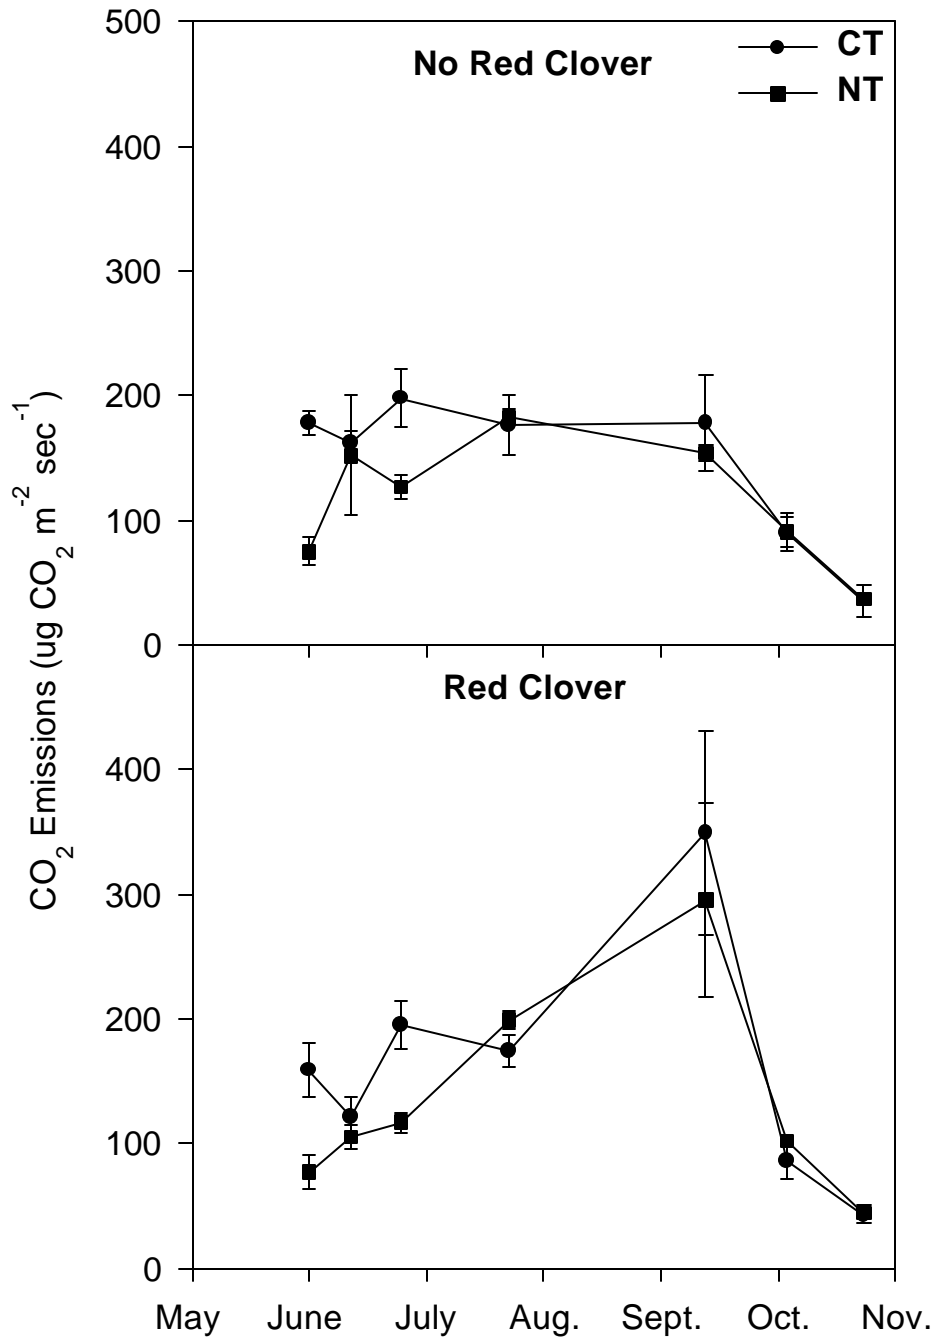 500
No Red Clover
CT
NT
400
300
200
100
0
CO2 Emissions (ug CO2 m-2 sec-1)
Red Clover
400
300
200
100
0
May June July Aug. Sept. Oct. Nov.